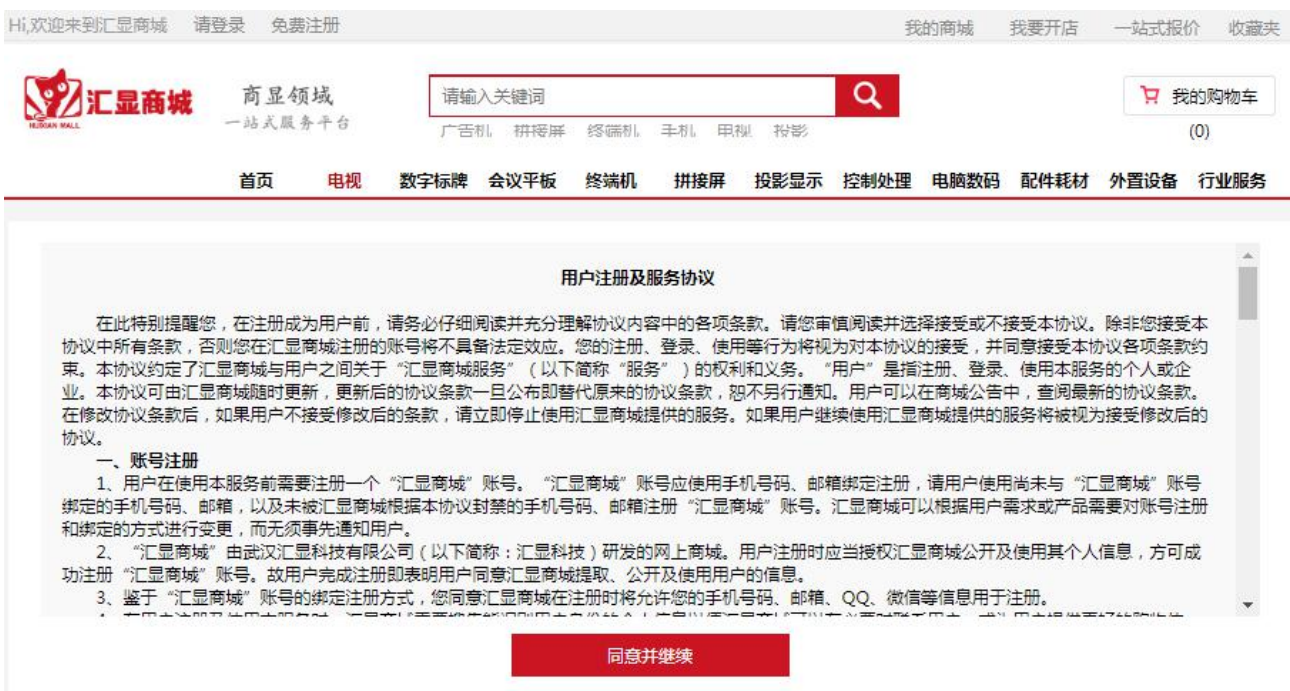 Hi,欢迎来到汇显商城 请登录 免费注册 我的商城 我要开店 一站式报价 收藏夹
汇显商城
HUIXIAN MALL
商显领域
一站式服务平台
请输入关键词
我的购物车
(0)
广告机 拼接屏 终端机 手机 电视 投影
首页 电视 数字标牌 会议平板 终端机 拼接屏 投影显示 控制处理 电脑数码 配件耗材 外置设备 行业服务
用户注册及服务协议
在此特别提醒您，在注册成为用户前，请务必仔细阅读并充分理解协议内容中的各项条款。请您审慎阅读并选择接受或不接受本协议。除非您接受本
协议中所有条款，否则您在汇显商城注册的账号将不具备法定效应。您的注册、登录、使用等行为将视为对本协议的接受，并同意接受本协议各项条款约
束。本协议约定了汇显商城与用户之间关于“汇显商城服务”（以下简称“服务”）的权利和义务。“用户”是指注册、登录、使用本服务的个人或企
业。本协议可由汇显商城随时更新，更新后的协议条款一旦公布即替代原来的协议条款，恕不另行通知。用户可以在商城公告中，查阅最新的协议条款。
在修改协议条款后，如果用户不接受修改后的条款，请立即停止使用汇显商城提供的服务。如果用户继续使用汇显商城提供的服务将被视为接受修改后的
协议。
一、账号注册
1、用户在使用本服务前需要注册一个“汇显商城”账号。“汇显商城”账号应使用手机号码、邮箱绑定注册，请用户使用尚未与“汇显商城”账号
绑定的手机号码、邮箱，以及未被汇显商城根据本协议封禁的手机号码、邮箱注册“汇显商城”账号。汇显商城可以根据用户需求或产品需要对账号注册
和绑定的方式进行变更，而无须事先通知用户。
2、“汇显商城”由武汉汇显科技有限公司（以下简称：汇显科技）研发的网上商城。用户注册时应当授权汇显商城公开及使用其个人信息，方可成
功注册“汇显商城”账号。故用户完成注册即表明用户同意汇显商城提取、公开及使用用户的信息。
3、鉴于“汇显商城”账号的绑定注册方式，您同意汇显商城在注册时将允许您的手机号码、邮箱、QQ、微信等信息用于注册。
同意并继续